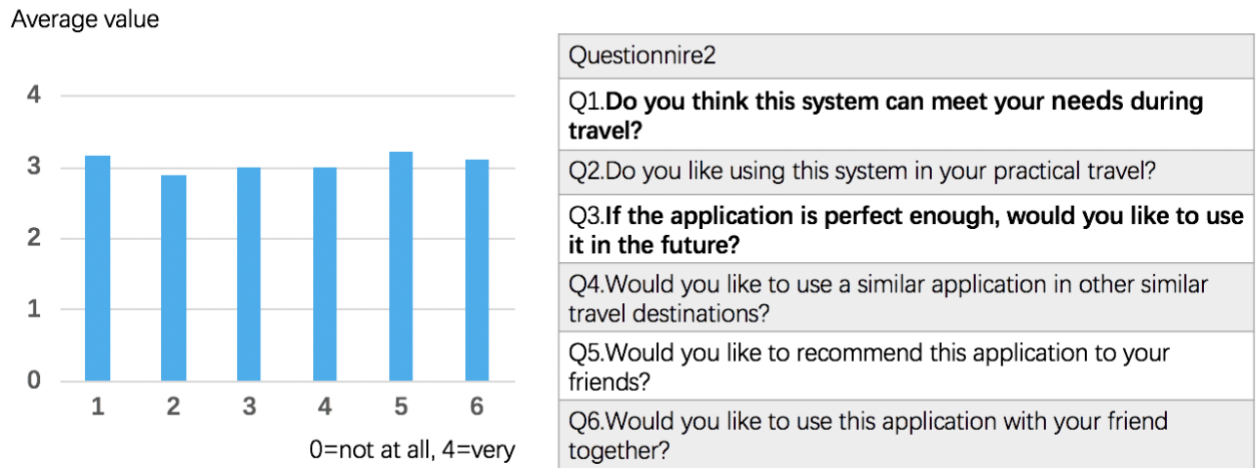 Average value
4
3
2
1
0
1 2 3 4 5 6
0=not at all, 4=very
Questionnire2
Q1.Do you think this system can meet your needs during
travel?
Q2.Do you like using this system in your practical travel?
Q3.If the application is perfect enough, would you like to use
it in the future?
Q4.Would you like to use a similar application in other similar
travel destinations?
Q5.Would you like to recommend this application to your
friends?
Q6.Would you like to use this application with your friend
together?